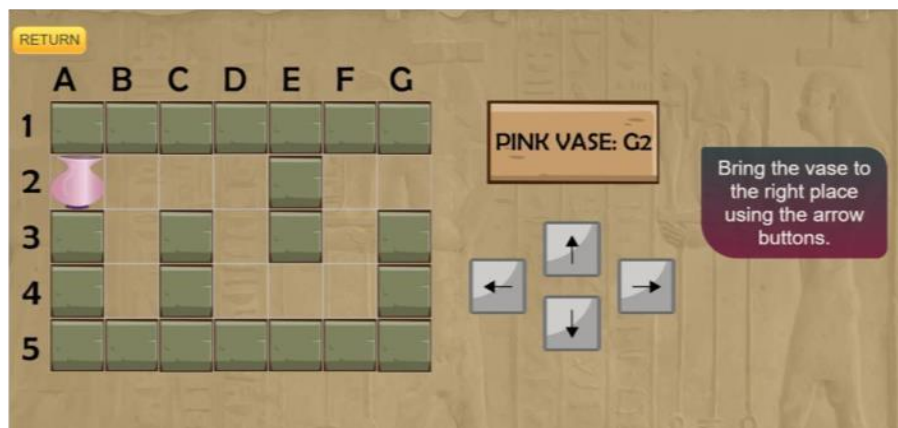 RETURN
A B C D E F G
1
PINK VASE: G2
2
Bring the vase to
the right place
using the arrow
buttons.
3
4
5